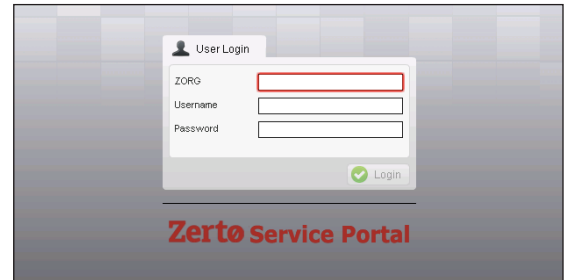 User Login
ZORG
Username
Password
Login
Zertø Service Portal